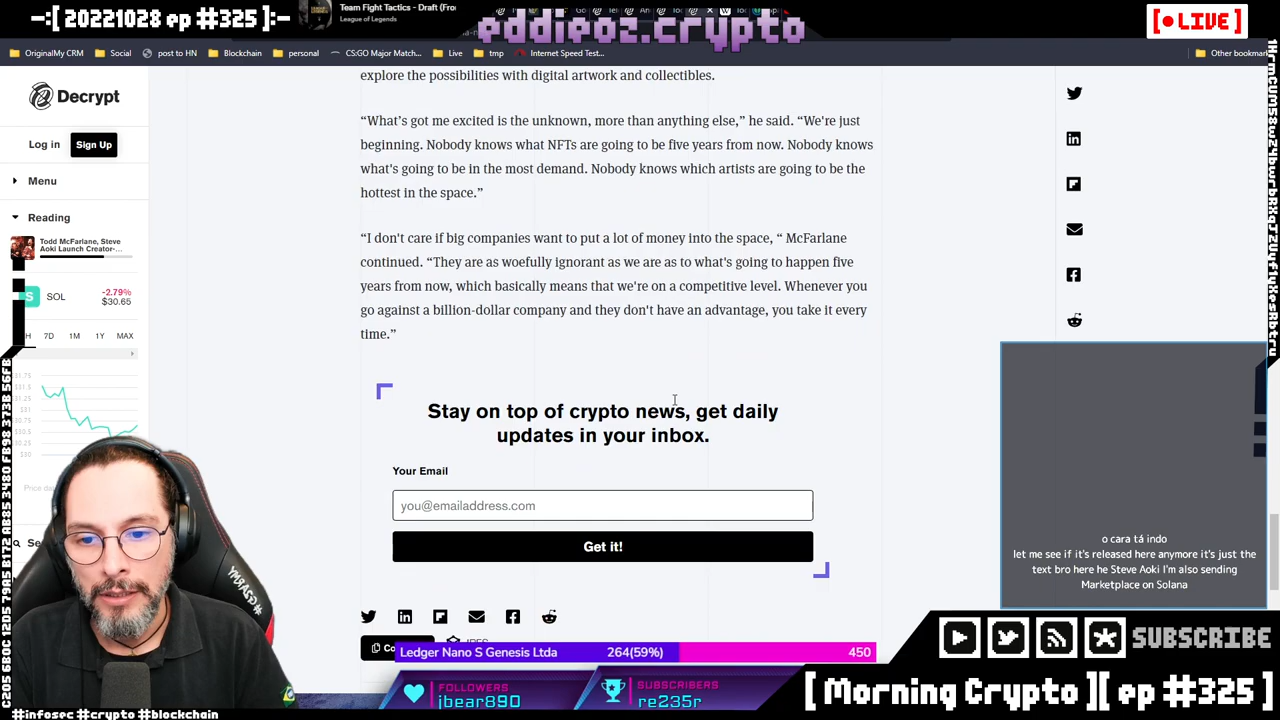 –:[ 20221028 ep #325 ]:–
Team Fight Tactics - Draft (Fro
League of Legends
eddieoz.crypto
[● LIVE ]
OriginalMy CRM
Social
post to HN
Blockchain
personal
CS:GO Major Match...
Live
tmp
Internet Speed Test...
Other bookmar
Decrypt
Log in
Sign Up
Menu
Reading
Todd McFarlane, Steve
Aoki Launch Creator-...
SOL
-2.79%
$30.65
7D
1M
1Y
MAX
$31
$30
explore the possibilities with digital artwork and collectibles.
“What’s got me excited is the unknown, more than anything else,” he said. “We're just
beginning. Nobody knows what NFTs are going to be five years from now. Nobody knows
what's going to be in the most demand. Nobody knows which artists are going to be the
hottest in the space.”
“I don't care if big companies want to put a lot of money into the space, “ McFarlane
continued. “They are as woefully ignorant as we are as to what's going to happen five
years from now, which basically means that we're on a competitive level. Whenever you
go against a billion-dollar company and they don't have an advantage, you take it every
time.”
Stay on top of crypto news, get daily
updates in your inbox.
Your Email
you@emailaddress.com
Get it!
o cara tá indo
let me see if it's released here anymore it's just the
text bro here he Steve Aoki I'm also sending
Marketplace on Solana
Ledger Nano S Genesis Ltda
264(59%)
450
FOLLOWERS
jbear890
SUBSCRIBERS
re235r
SUBSCRIBE
[ Morning Crypto ][ ep #325 ]
#infosec #crypto #blockchain